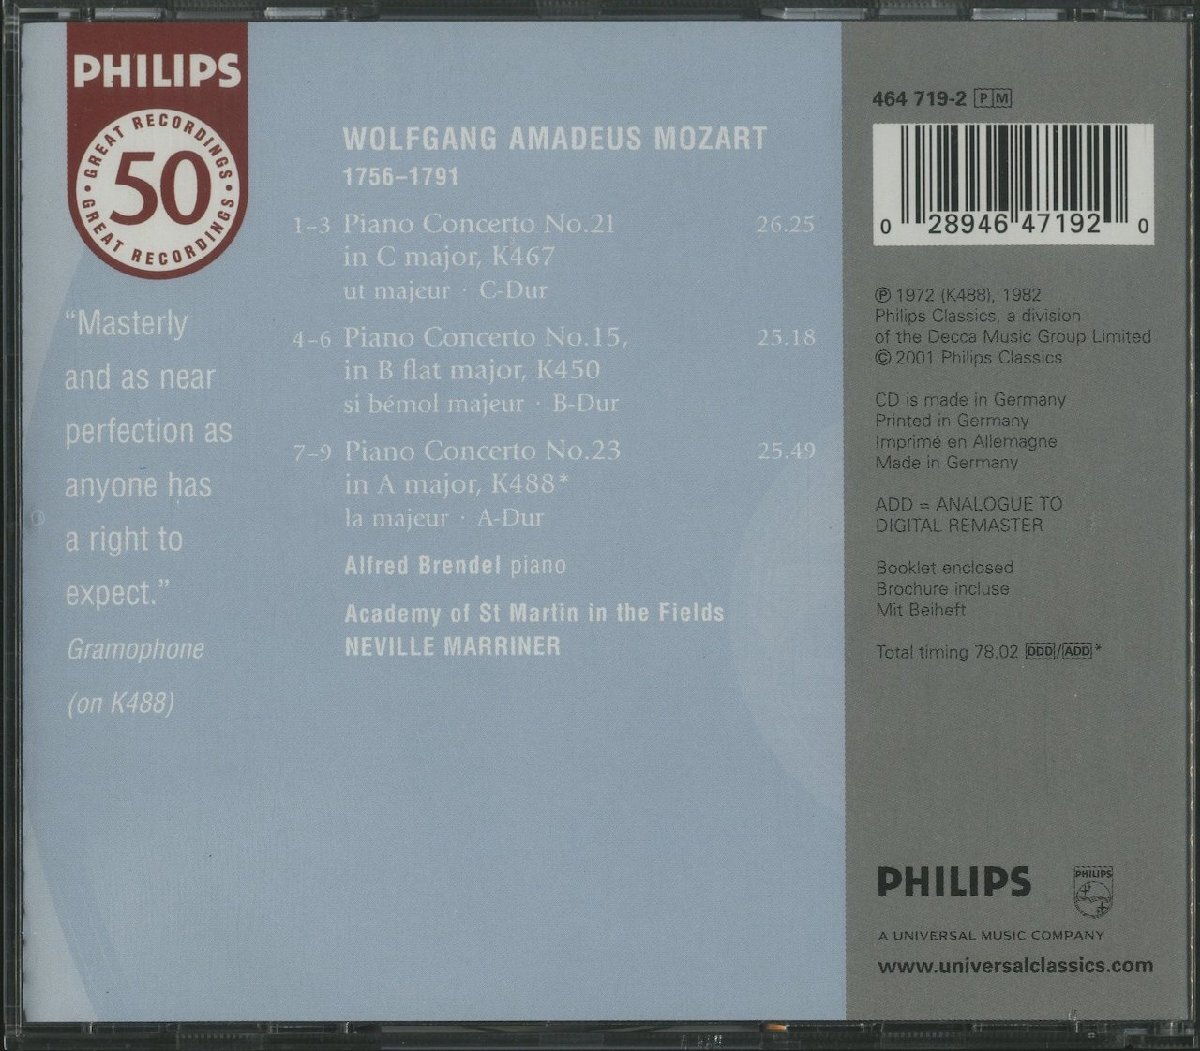 PHILIPS
GREAT RECORDINGS · GREAT RECORDINGS ·
50
"Masterly
and as near
perfection as
anyone has
a right to
expect."
Gramophone
(on K488)
WOLFGANG AMADEUS MOZART
1756–1791
1–3 Piano Concerto No.21 26.25
in C major, K467
ut majeur · C-Dur
4–6 Piano Concerto No.15, 25.18
in B flat major, K450
si bémol majeur · B-Dur
7–9 Piano Concerto No.23 25.49
in A major, K488*
la majeur · A-Dur
Alfred Brendel piano
Academy of St Martin in the Fields
NEVILLE MARRINER
464 719-2 PM
0 28946 47192 0
℗ 1972 (K488), 1982
Philips Classics, a division
of the Decca Music Group Limited
© 2001 Philips Classics
CD is made in Germany
Printed in Germany
Imprimé en Allemagne
Made in Germany
ADD = ANALOGUE TO
DIGITAL REMASTER
Booklet enclosed
Brochure incluse
Mit Beiheft
Total timing 78.02 DDD/ADD*
PHILIPS
PHILIPS
A UNIVERSAL MUSIC COMPANY
www.universalclassics.com